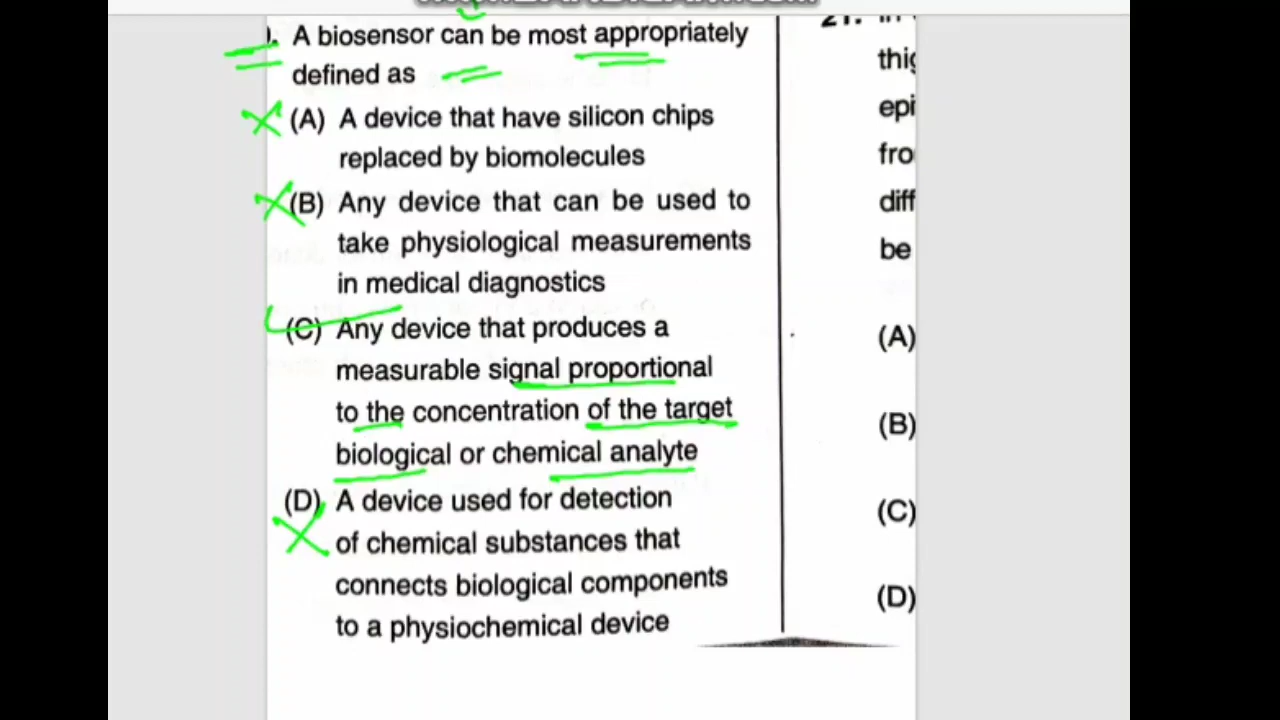 . A biosensor can be most appropriately
defined as
(A) A device that have silicon chips
replaced by biomolecules
(B) Any device that can be used to
take physiological measurements
in medical diagnostics
(C) Any device that produces a
measurable signal proportional
to the concentration of the target
biological or chemical analyte
(D) A device used for detection
of chemical substances that
connects biological components
to a physiochemical device
21. In
thig
epi
fro
diff
be
(A)
(B)
(C)
(D)